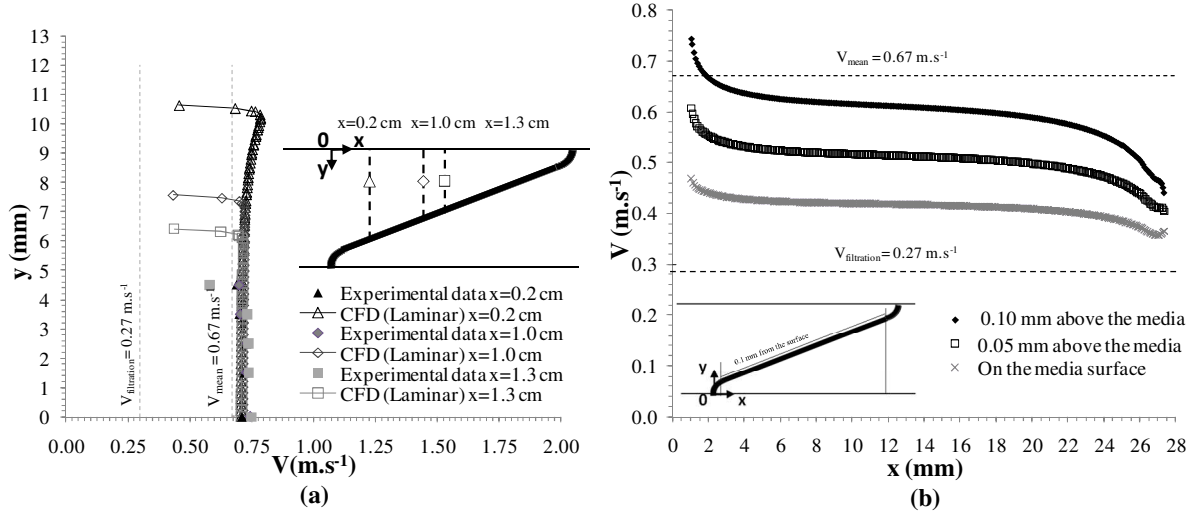 13
12
11
10
9
8
7
6
5
4
3
2
1
0
y (mm)
0.00 0.25 0.50 0.75 1.00 1.25 1.50 1.75 2.00
V(m.s-1)
(a)
Vfiltration= 0.27 m.s-1
Vmean = 0.67 m.s-
x=0.2 cm x=1.0 cm x=1.3 cm
0
x
y
Experimental data x=0.2 cm
CFD (Laminar) x=0.2 cm
Experimental data x=1.0 cm
CFD (Laminar) x=1.0 cm
Experimental data x=1.3 cm
CFD (Laminar) x=1.3 cm
0.8
0.7
0.6
0.5
0.4
0.3
0.2
0.1
0.0
V (m.s-1)
0 2 4 6 8 10 12 14 16 18 20 22 24 26 28
x (mm)
(b)
Vmean = 0.67 m.s-1
Vfiltration = 0.27 m.s-1
0.1 mm from the surface
y
0
x
0.10 mm above the media
0.05 mm above the media
On the media surface